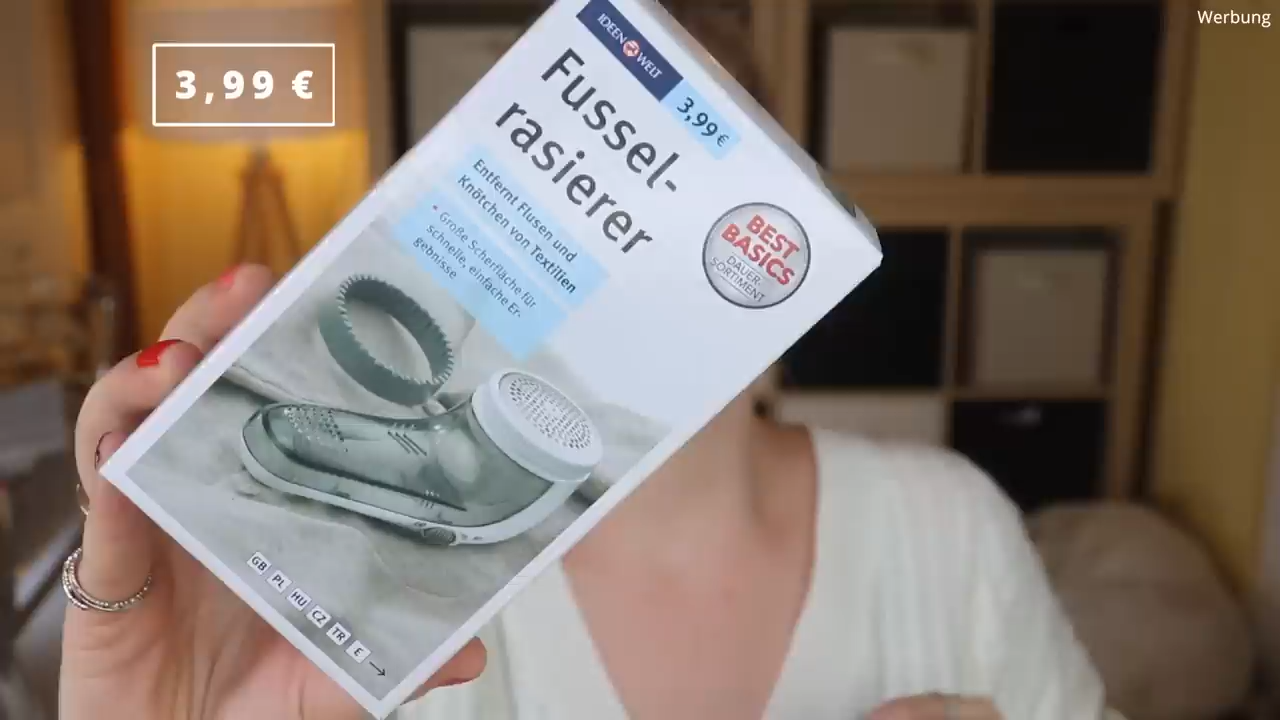 Werbung
3,99 €
IDEEN WELT
3,99 €
Fussel-
rasierer
Entfernt Flusen und
Knötchen von Textilien
• Große Scherfläche für
schnelle, einfache Er-
gebnisse
BEST
BASICS
DAUER-
SORTIMENT
GB PL HU CZ TR E